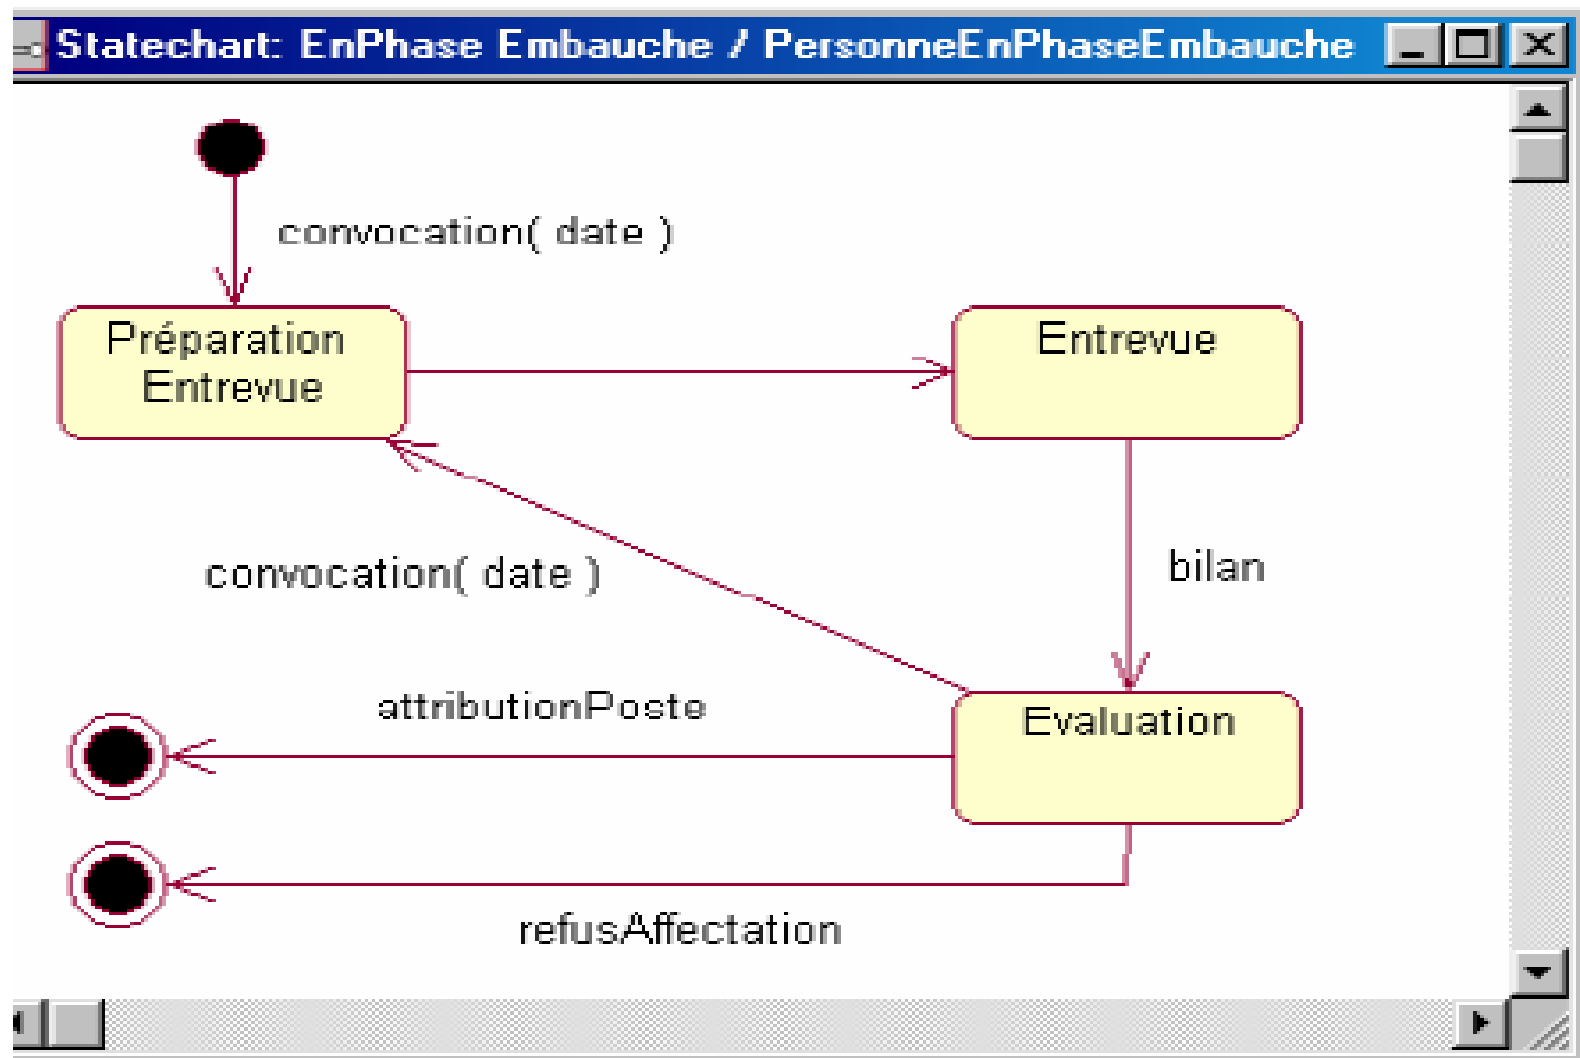 Statechart: EnPhase Embauche / PersonneEnPhaseEmbauche
convocation( date )
Préparation
Entrevue
Entrevue
convocation( date )
bilan
attributionPoste
Evaluation
refusAffectation